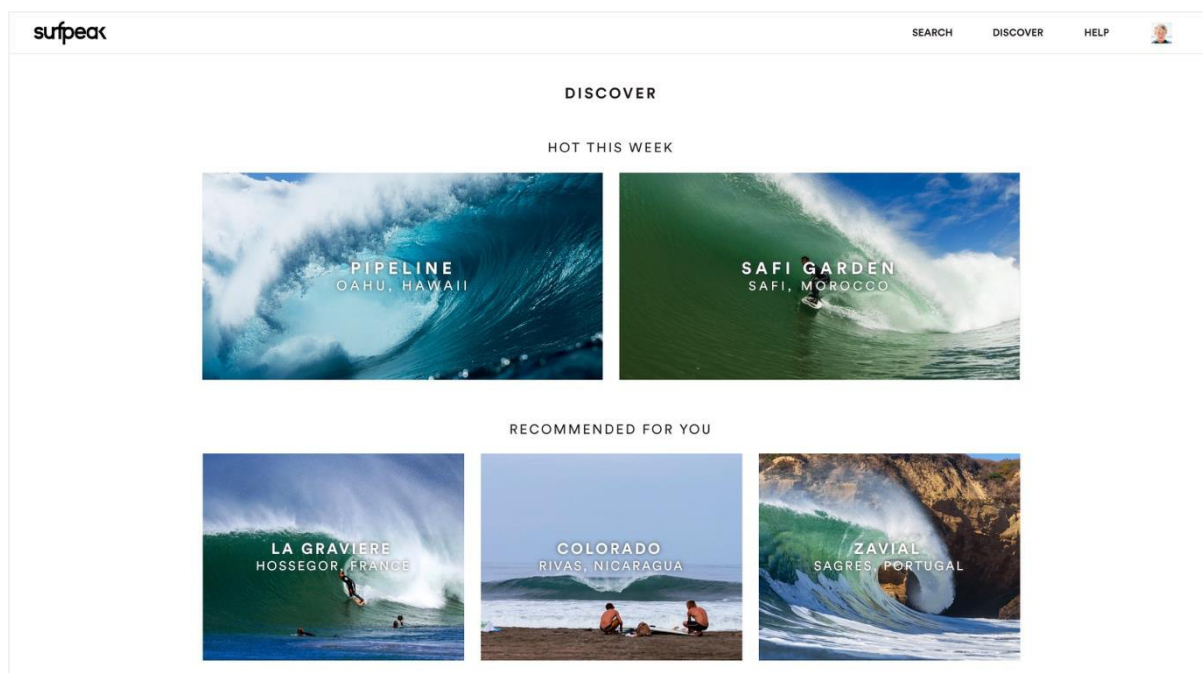 surfpeak
SEARCH DISCOVER HELP
DISCOVER
HOT THIS WEEK
PIPELINE
OAHU, HAWAII
SAFI GARDEN
SAFI, MOROCCO
RECOMMENDED FOR YOU
LA GRAVIERE
HOSSEGOR, FRANCE
COLORADO
RIVAS, NICARAGUA
ZAVIAL
SAGRES, PORTUGAL